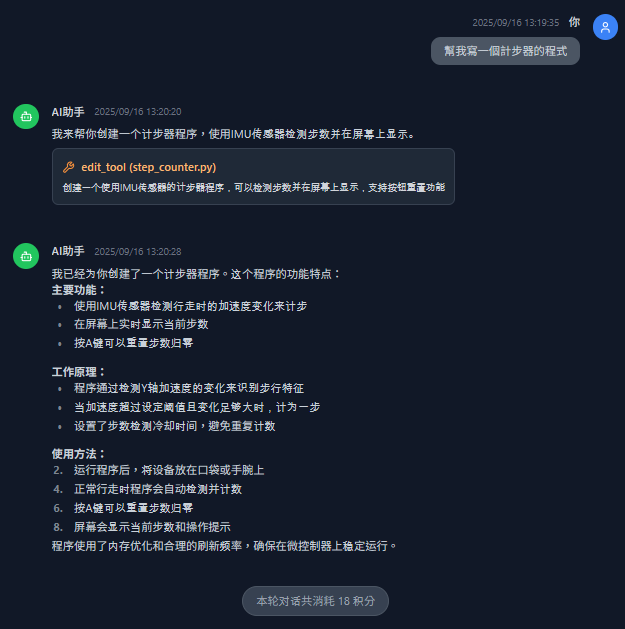 2025/09/16 13:19:35 你
幫我寫一個計步器的程式
AI助手 2025/09/16 13:20:20
我来帮你创建一个计步器程序，使用IMU传感器检测步数并在屏幕上显示。
edit_tool (step_counter.py)
创建一个使用IMU传感器的计步器程序，可以检测步数并在屏幕上显示，支持按钮重置功能
AI助手 2025/09/16 13:20:28
我已经为你创建了一个计步器程序。这个程序的功能特点：
主要功能：
• 使用IMU传感器检测行走时的加速度变化来计步
• 在屏幕上实时显示当前步数
• 按A键可以重置步数归零
工作原理：
• 程序通过检测Y轴加速度的变化来识别步行特征
• 当加速度超过设定阈值且变化足够大时，计为一步
• 设置了步数检测冷却时间，避免重复计数
使用方法：
2. 运行程序后，将设备放在口袋或手腕上
4. 正常行走时程序会自动检测并计数
6. 按A键可以重置步数归零
8. 屏幕会显示当前步数和操作提示
程序使用了内存优化和合理的刷新频率，确保在微控制器上稳定运行。
本轮对话共消耗 18 积分